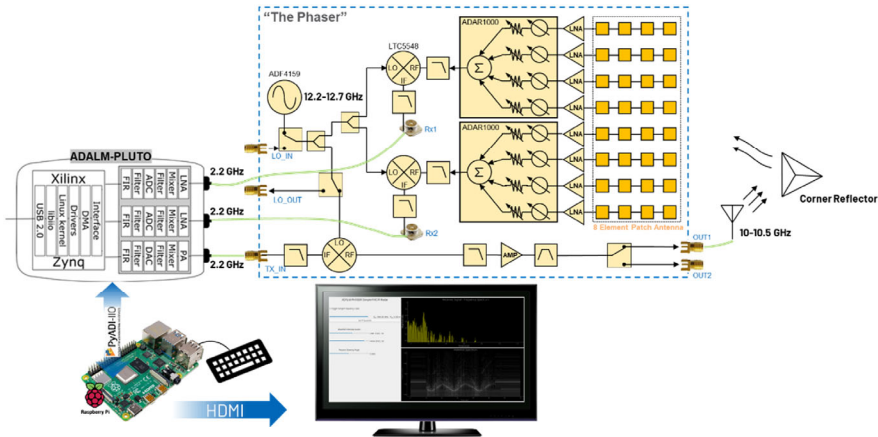 "The Phaser"
ADAR1000
LTC5548
LO
RF
IF
ADF4159
12.2-12.7 GHz
Σ
LNA
LNA
LNA
LNA
Rx1
ADAR1000
ADALM-PLUTO
LO_IN
2.2 GHz
Xilinx
USB 2.0
libiio
Linux kernel
Drivers
DMA
Interface
Zynq
FIR
Filter
ADC
Filter
Mixer
LNA
FIR
Filter
ADC
Filter
Mixer
LNA
FIR
Filter
DAC
Filter
Mixer
PA
LO_OUT
2.2 GHz
2.2 GHz
LO
RF
IF
Σ
LNA
LNA
LNA
LNA
Rx2
8 Element Patch Antenna
Corner Reflector
10-10.5 GHz
TX_IN
LO
IF
RF
AMP
OUT1
OUT2
PyADI-IIO
Raspberry Pi
HDMI